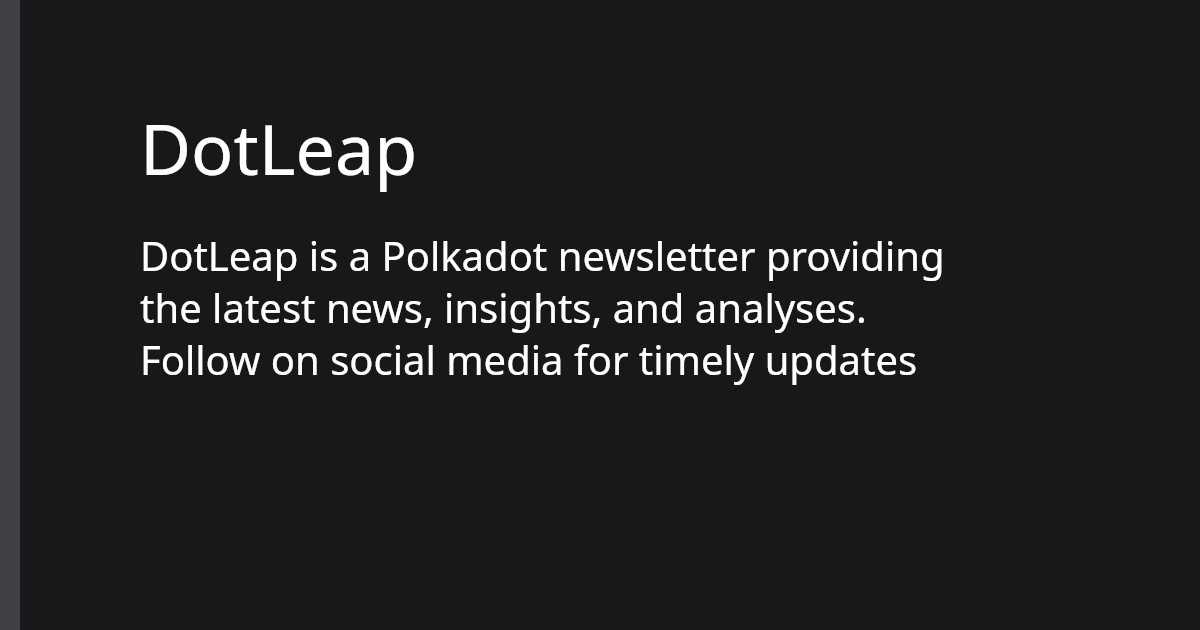 DotLeap
DotLeap is a Polkadot newsletter providing
the latest news, insights, and analyses.
Follow on social media for timely updates